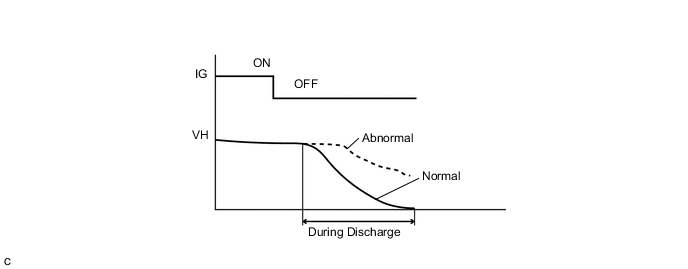 ON
IG
OFF
VH
Abnormal
Normal
During Discharge
c